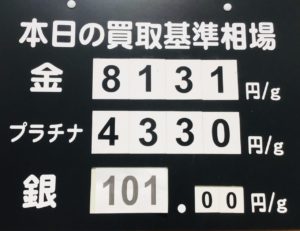 本日の買取基準相場
金 8131 円/g
プラチナ 4330 円/g
銀 101.00 円/g